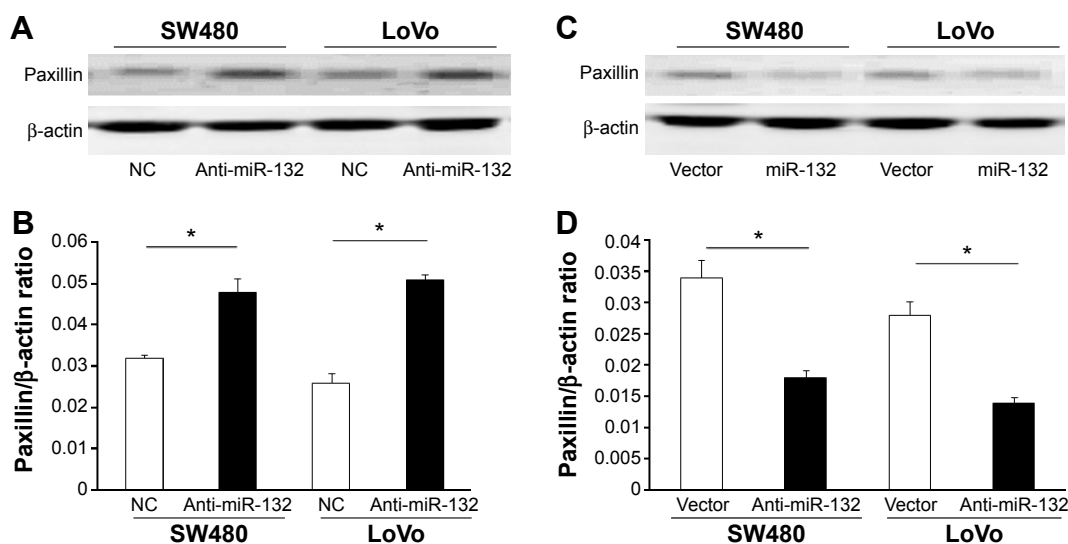 A
SW480 LoVo
Paxillin
β-actin
NC Anti-miR-132 NC Anti-miR-132
B
* *
Paxillin/β-actin ratio
0.06
0.05
0.04
0.03
0.02
0.01
0
NC Anti-miR-132 NC Anti-miR-132
SW480 LoVo
C
SW480 LoVo
Paxillin
β-actin
Vector miR-132 Vector miR-132
D
* *
Paxillin/β-actin ratio
0.04
0.035
0.03
0.025
0.02
0.015
0.01
0.005
0
Vector Anti-miR-132 Vector Anti-miR-132
SW480 LoVo